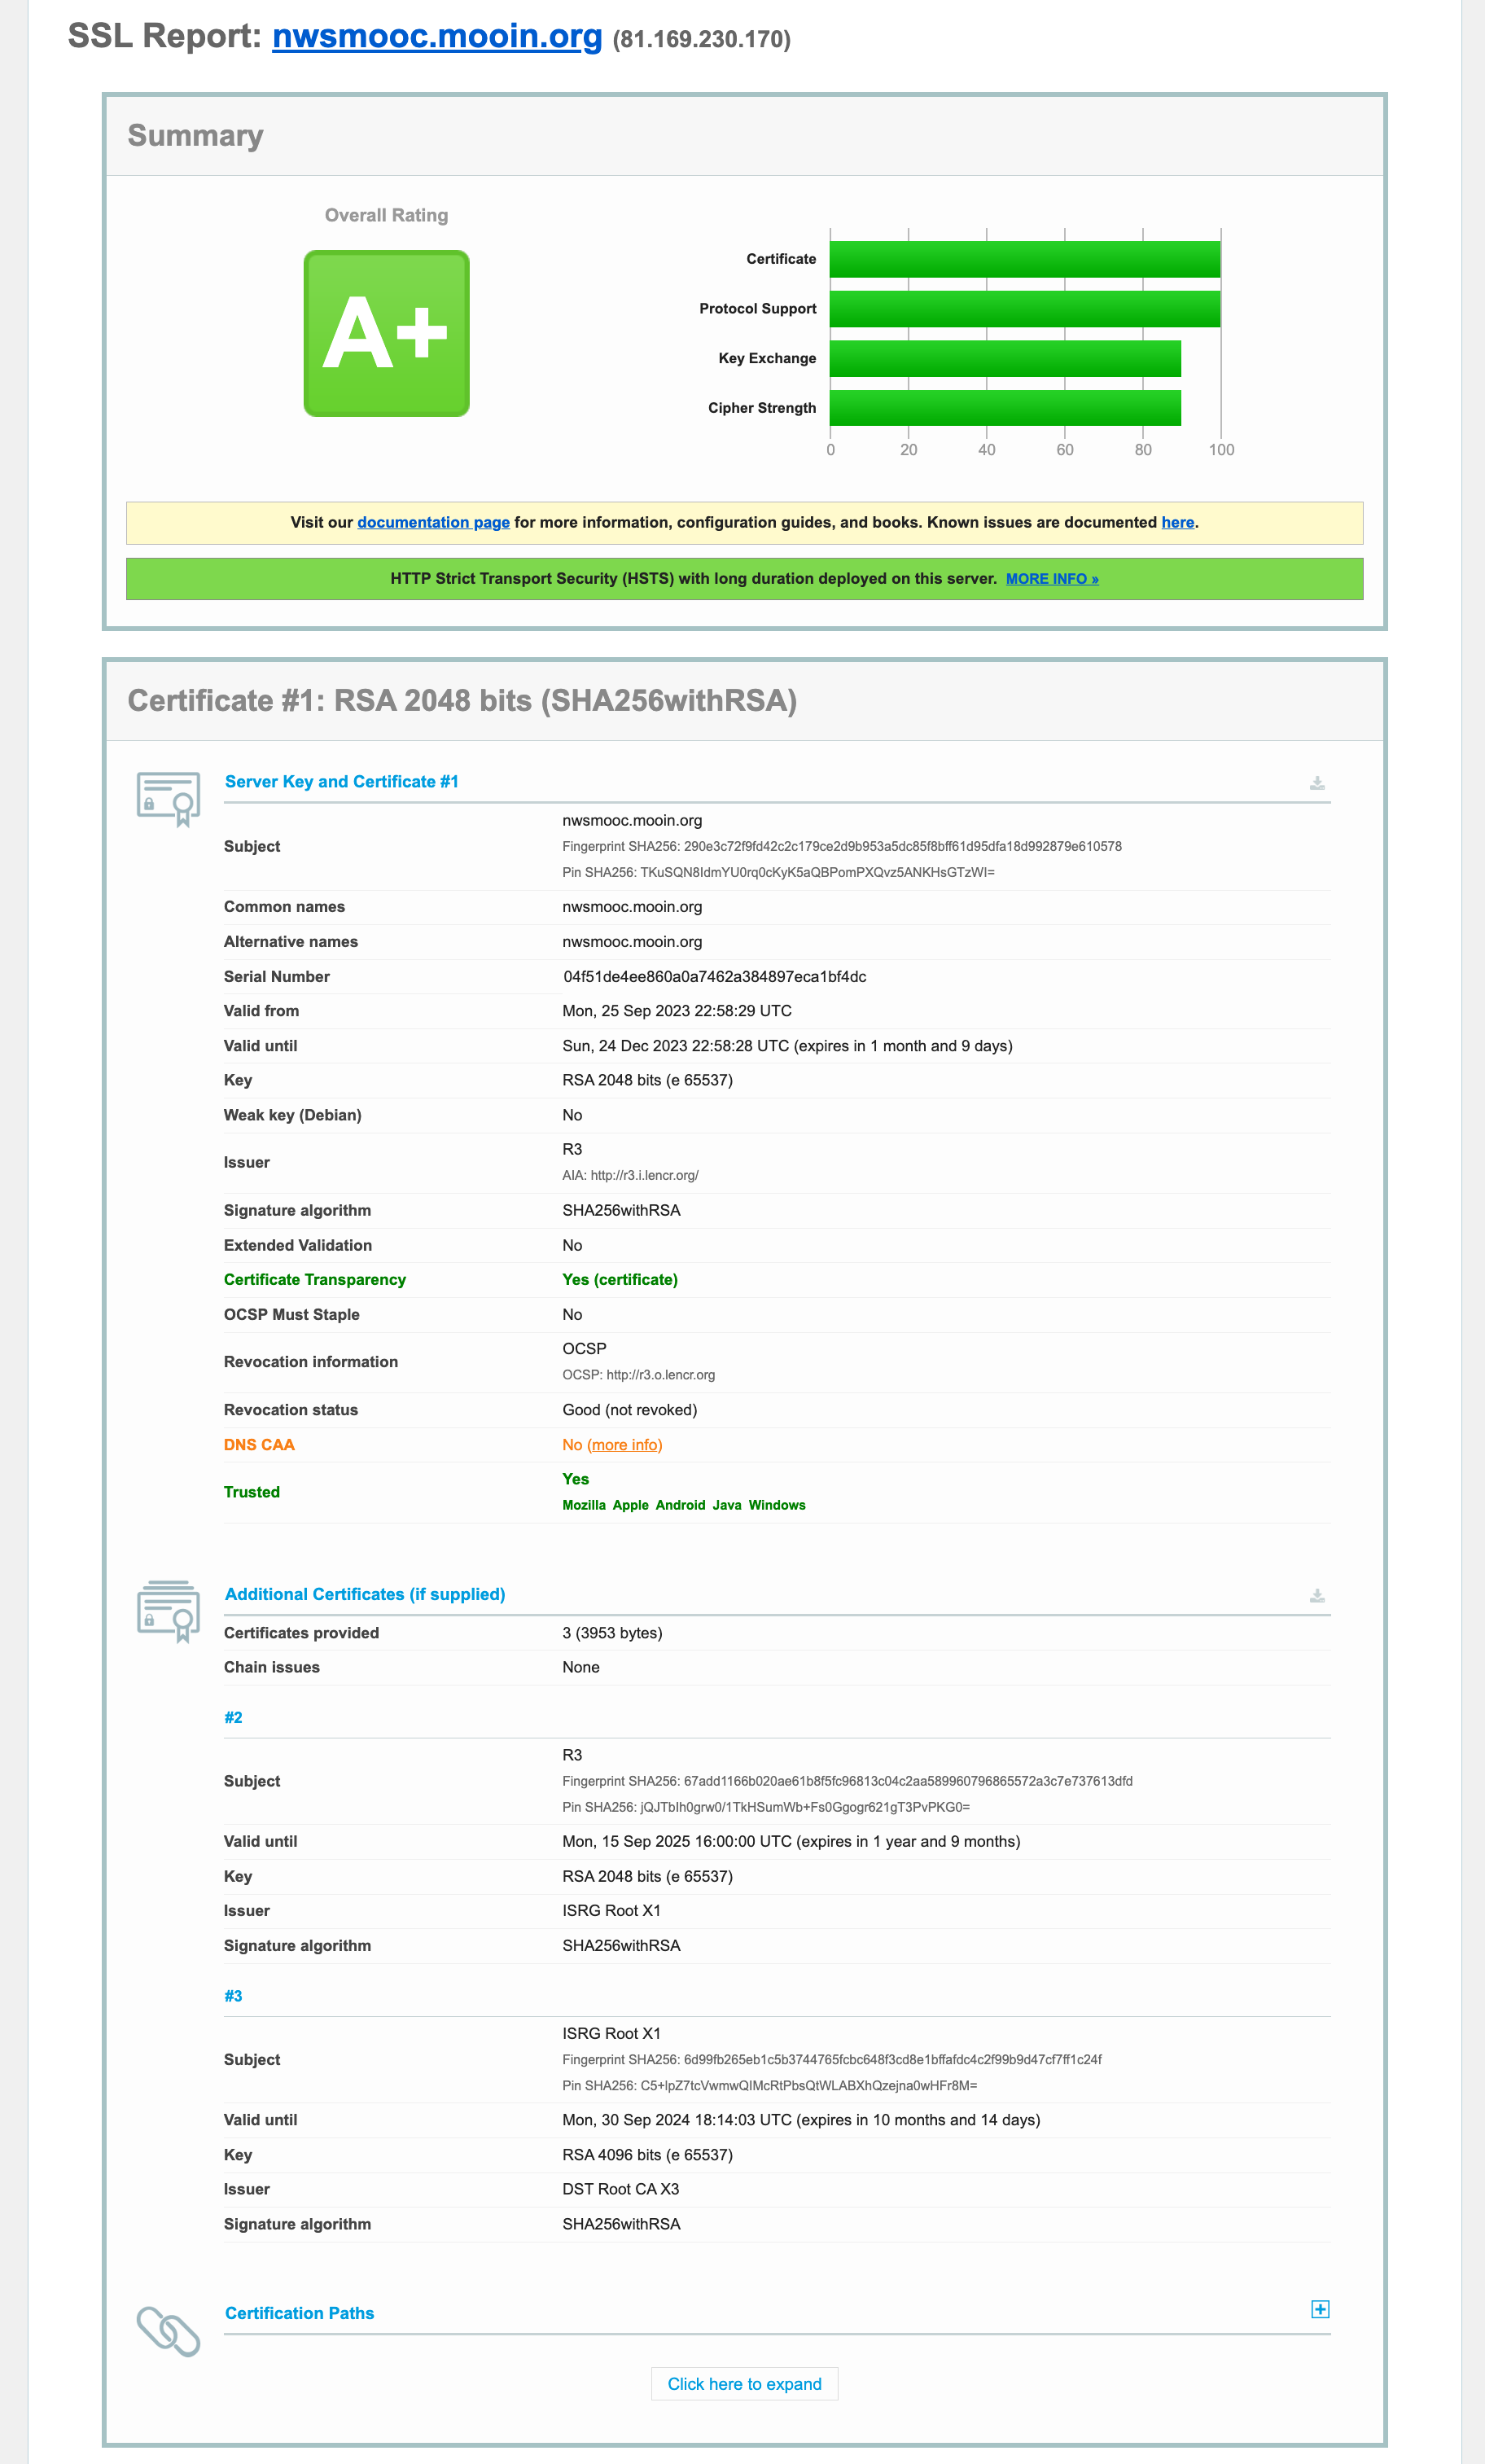 SSL Report: nwsmooc.mooin.org (81.169.230.170)
Summary
Overall Rating
A+
Certificate
Protocol Support
Key Exchange
Cipher Strength
0 20 40 60 80 100
Visit our documentation page for more information, configuration guides, and books. Known issues are documented here.
HTTP Strict Transport Security (HSTS) with long duration deployed on this server. MORE INFO »
Certificate #1: RSA 2048 bits (SHA256withRSA)
Server Key and Certificate #1
Subject
nwsmooc.mooin.org
Fingerprint SHA256: 290e3c72f9fd42c2c179ce2d9b953a5dc85f8bff61d95dfa18d992879e610578
Pin SHA256: TKuSQN8IdmYU0rq0cKyK5aQBPomPXQvz5ANKHsGTzWI=
Common names nwsmooc.mooin.org
Alternative names nwsmooc.mooin.org
Serial Number 04f51de4ee860a0a7462a384897eca1bf4dc
Valid from Mon, 25 Sep 2023 22:58:29 UTC
Valid until Sun, 24 Dec 2023 22:58:28 UTC (expires in 1 month and 9 days)
Key RSA 2048 bits (e 65537)
Weak key (Debian) No
Issuer
R3
AIA: http://r3.i.lencr.org/
Signature algorithm SHA256withRSA
Extended Validation No
Certificate Transparency Yes (certificate)
OCSP Must Staple No
Revocation information
OCSP
OCSP: http://r3.o.lencr.org
Revocation status Good (not revoked)
DNS CAA No (more info)
Trusted
Yes
Mozilla Apple Android Java Windows
Additional Certificates (if supplied)
Certificates provided 3 (3953 bytes)
Chain issues None
#2
Subject
R3
Fingerprint SHA256: 67add1166b020ae61b8f5fc96813c04c2aa589960796865572a3c7e737613dfd
Pin SHA256: jQJTbIh0grw0/1TkHSumWb+Fs0Ggogr621gT3PvPKG0=
Valid until Mon, 15 Sep 2025 16:00:00 UTC (expires in 1 year and 9 months)
Key RSA 2048 bits (e 65537)
Issuer ISRG Root X1
Signature algorithm SHA256withRSA
#3
Subject
ISRG Root X1
Fingerprint SHA256: 6d99fb265eb1c5b3744765fcbc648f3cd8e1bffafdc4c2f99b9d47cf7ff1c24f
Pin SHA256: C5+lpZ7tcVwmwQIMcRtPbsQtWLABXhQzejna0wHFr8M=
Valid until Mon, 30 Sep 2024 18:14:03 UTC (expires in 10 months and 14 days)
Key RSA 4096 bits (e 65537)
Issuer DST Root CA X3
Signature algorithm SHA256withRSA
Certification Paths
Click here to expand